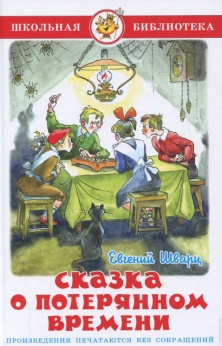 ШКОЛЬНАЯ БИБЛИОТЕКА
Евгений Шварц
СКАЗКА
О ПОТЕРЯННОМ
ВРЕМЕНИ
ПРОИЗВЕДЕНИЯ ПЕЧАТАЮТСЯ БЕЗ СОКРАЩЕНИЙ